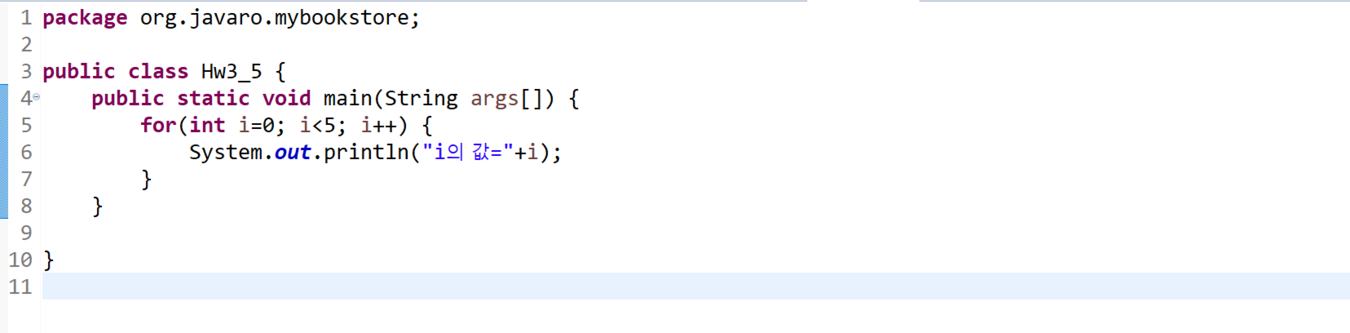 1 package org.javaro.mybookstore;
2
3 public class Hw3_5 {
4 public static void main(String args[]) {
5 for(int i=0; i<5; i++) {
6 System.out.println("i의 값="+i);
7 }
8 }
9
10 }
11